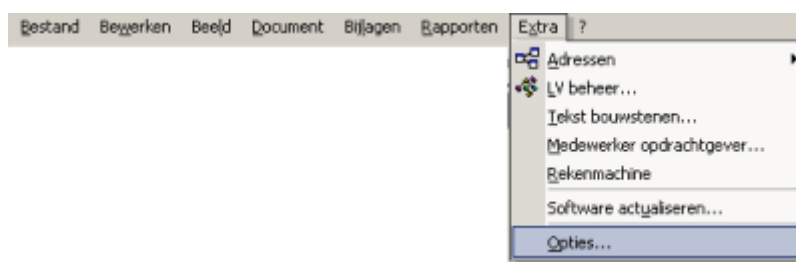 Bestand Bewerken Beeld Document Bijlagen Rapporten Extra ?
Adressen
LV beheer...
Tekst bouwstenen...
Medewerker opdrachtgever...
Rekenmachine
Software actualiseren...
Opties...